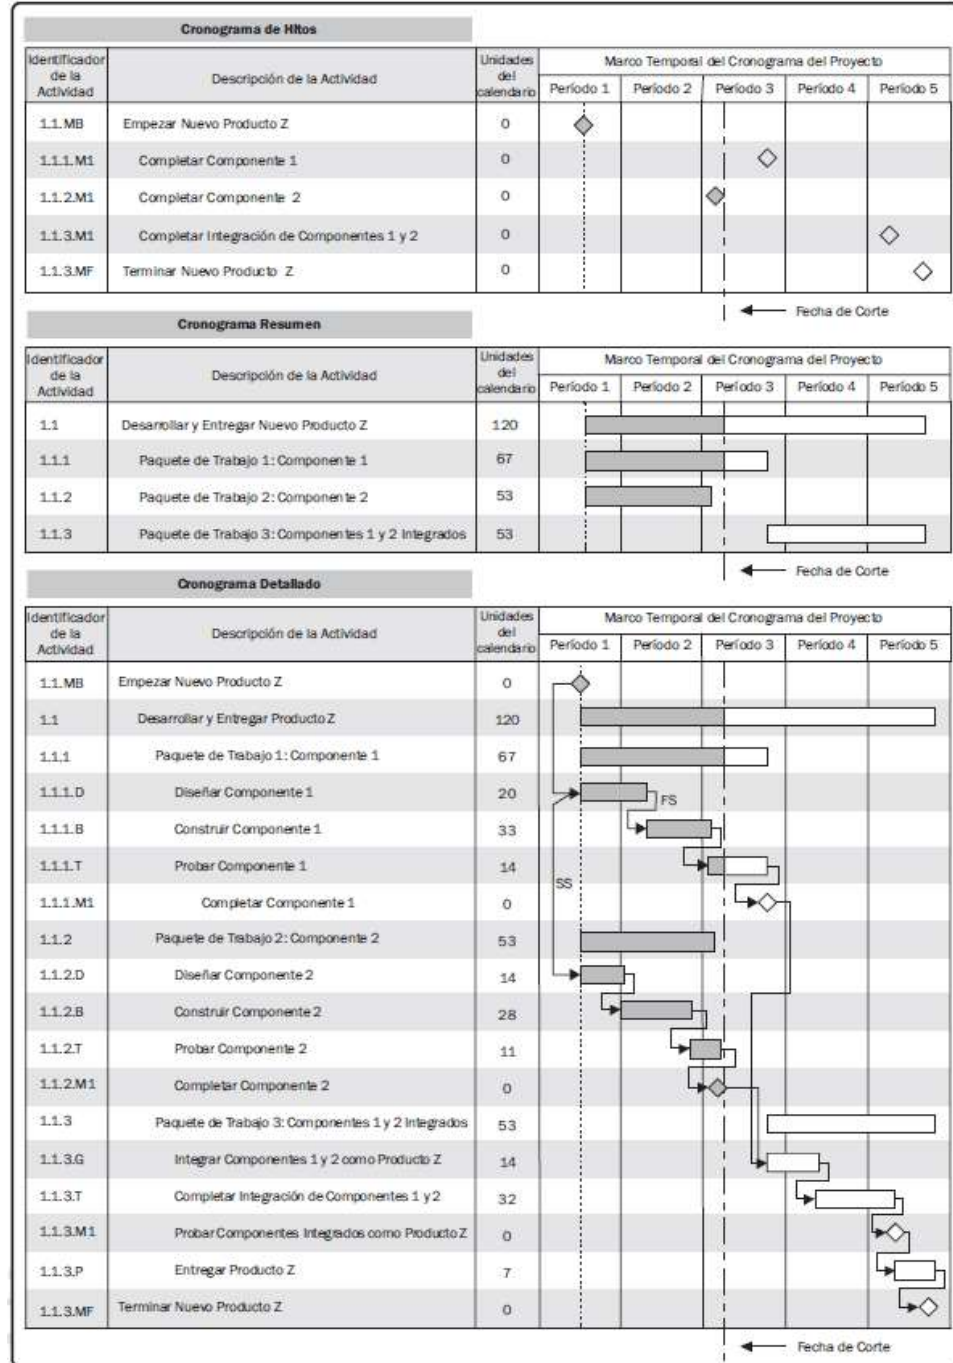 Cronograma de Hitos
Identificador de la Actividad Descripción de la Actividad Unidades del calendario Marco Temporal del Cronograma del Proyecto
Período 1 Período 2 Período 3 Período 4 Período 5
1.1.MB Empezar Nuevo Producto Z 0
1.1.1.M1 Completar Componente 1 0
1.1.2.M1 Completar Componente 2 0
1.1.3.M1 Completar Integración de Componentes 1 y 2 0
1.1.3.MF Terminar Nuevo Producto Z 0
Fecha de Corte
Cronograma Resumen
Identificador de la Actividad Descripción de la Actividad Unidades del calendario Marco Temporal del Cronograma del Proyecto
Período 1 Período 2 Período 3 Período 4 Período 5
1.1 Desarrollar y Entregar Nuevo Producto Z 120
1.1.1 Paquete de Trabajo 1: Componente 1 67
1.1.2 Paquete de Trabajo 2: Componente 2 53
1.1.3 Paquete de Trabajo 3: Componentes 1 y 2 Integrados 53
Fecha de Corte
Cronograma Detallado
Identificador de la Actividad Descripción de la Actividad Unidades del calendario Marco Temporal del Cronograma del Proyecto
Período 1 Período 2 Período 3 Período 4 Período 5
1.1.MB Empezar Nuevo Producto Z 0
1.1 Desarrollar y Entregar Producto Z 120
1.1.1 Paquete de Trabajo 1: Componente 1 67
1.1.1.D Diseñar Componente 1 20 FS
1.1.1.B Construir Componente 1 33
1.1.1.T Probar Componente 1 14
SS
1.1.1.M1 Completar Componente 1 0
1.1.2 Paquete de Trabajo 2: Componente 2 53
1.1.2.D Diseñar Componente 2 14
1.1.2.B Construir Componente 2 28
1.1.2.T Probar Componente 2 11
1.1.2.M1 Completar Componente 2 0
1.1.3 Paquete de Trabajo 3: Componentes 1 y 2 Integrados 53
1.1.3.G Integrar Componentes 1 y 2 como Producto Z 14
1.1.3.T Completar Integración de Componentes 1 y 2 32
1.1.3.M1 Probar Componentes Integrados como Producto Z 0
1.1.3.P Entregar Producto Z 7
1.1.3.MF Terminar Nuevo Producto Z 0
Fecha de Corte